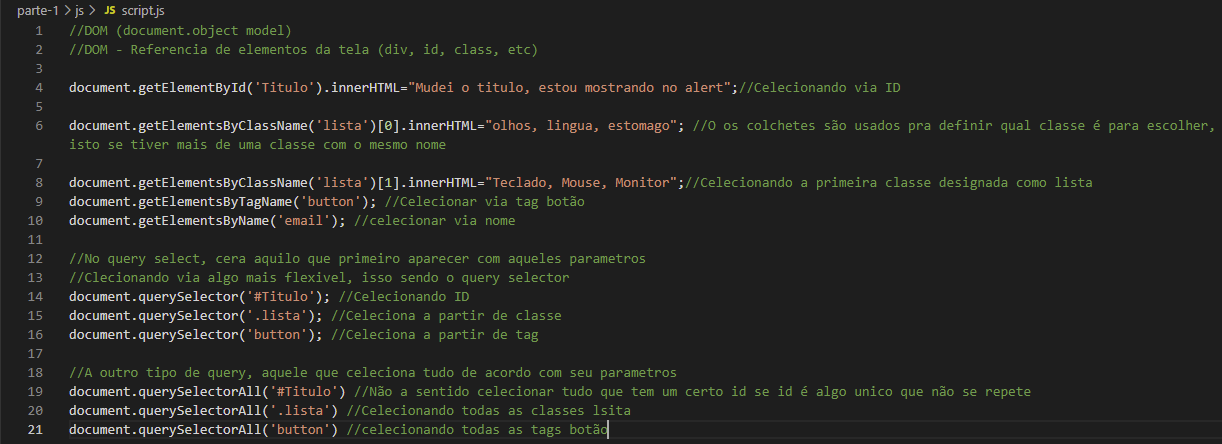 parte-1 > js > JS script.js
1 //DOM (document.object model)
2 //DOM - Referencia de elementos da tela (div, id, class, etc)
3
4 document.getElementById('Titulo').innerHTML="Mudei o titulo, estou mostrando no alert";//Celecionando via ID
5
6 document.getElementsByClassName('lista')[0].innerHTML="olhos, lingua, estomago"; //O os colchetes são usados pra definir qual classe é para escolher,
isto se tiver mais de uma classe com o mesmo nome
7
8 document.getElementsByClassName('lista')[1].innerHTML="Teclado, Mouse, Monitor";//Celecionando a primeira classe designada como lista
9 document.getElementsByTagName('button'); //Celecionar via tag botão
10 document.getElementsByName('email'); //celecionar via nome
11
12 //No query select, cera aquilo que primeiro aparecer com aqueles parametros
13 //Clecionando via algo mais flexivel, isso sendo o query selector
14 document.querySelector('#Titulo'); //Celecionando ID
15 document.querySelector('.lista'); //Celeciona a partir de classe
16 document.querySelector('button'); //Celeciona a partir de tag
17
18 //A outro tipo de query, aquele que celeciona tudo de acordo com seu parametros
19 document.querySelectorAll('#Titulo') //Não a sentido celecionar tudo que tem um certo id se id é algo unico que não se repete
20 document.querySelectorAll('.lista') //Celecionando todas as classes lsita
21 document.querySelectorAll('button') //celecionando todas as tags botão